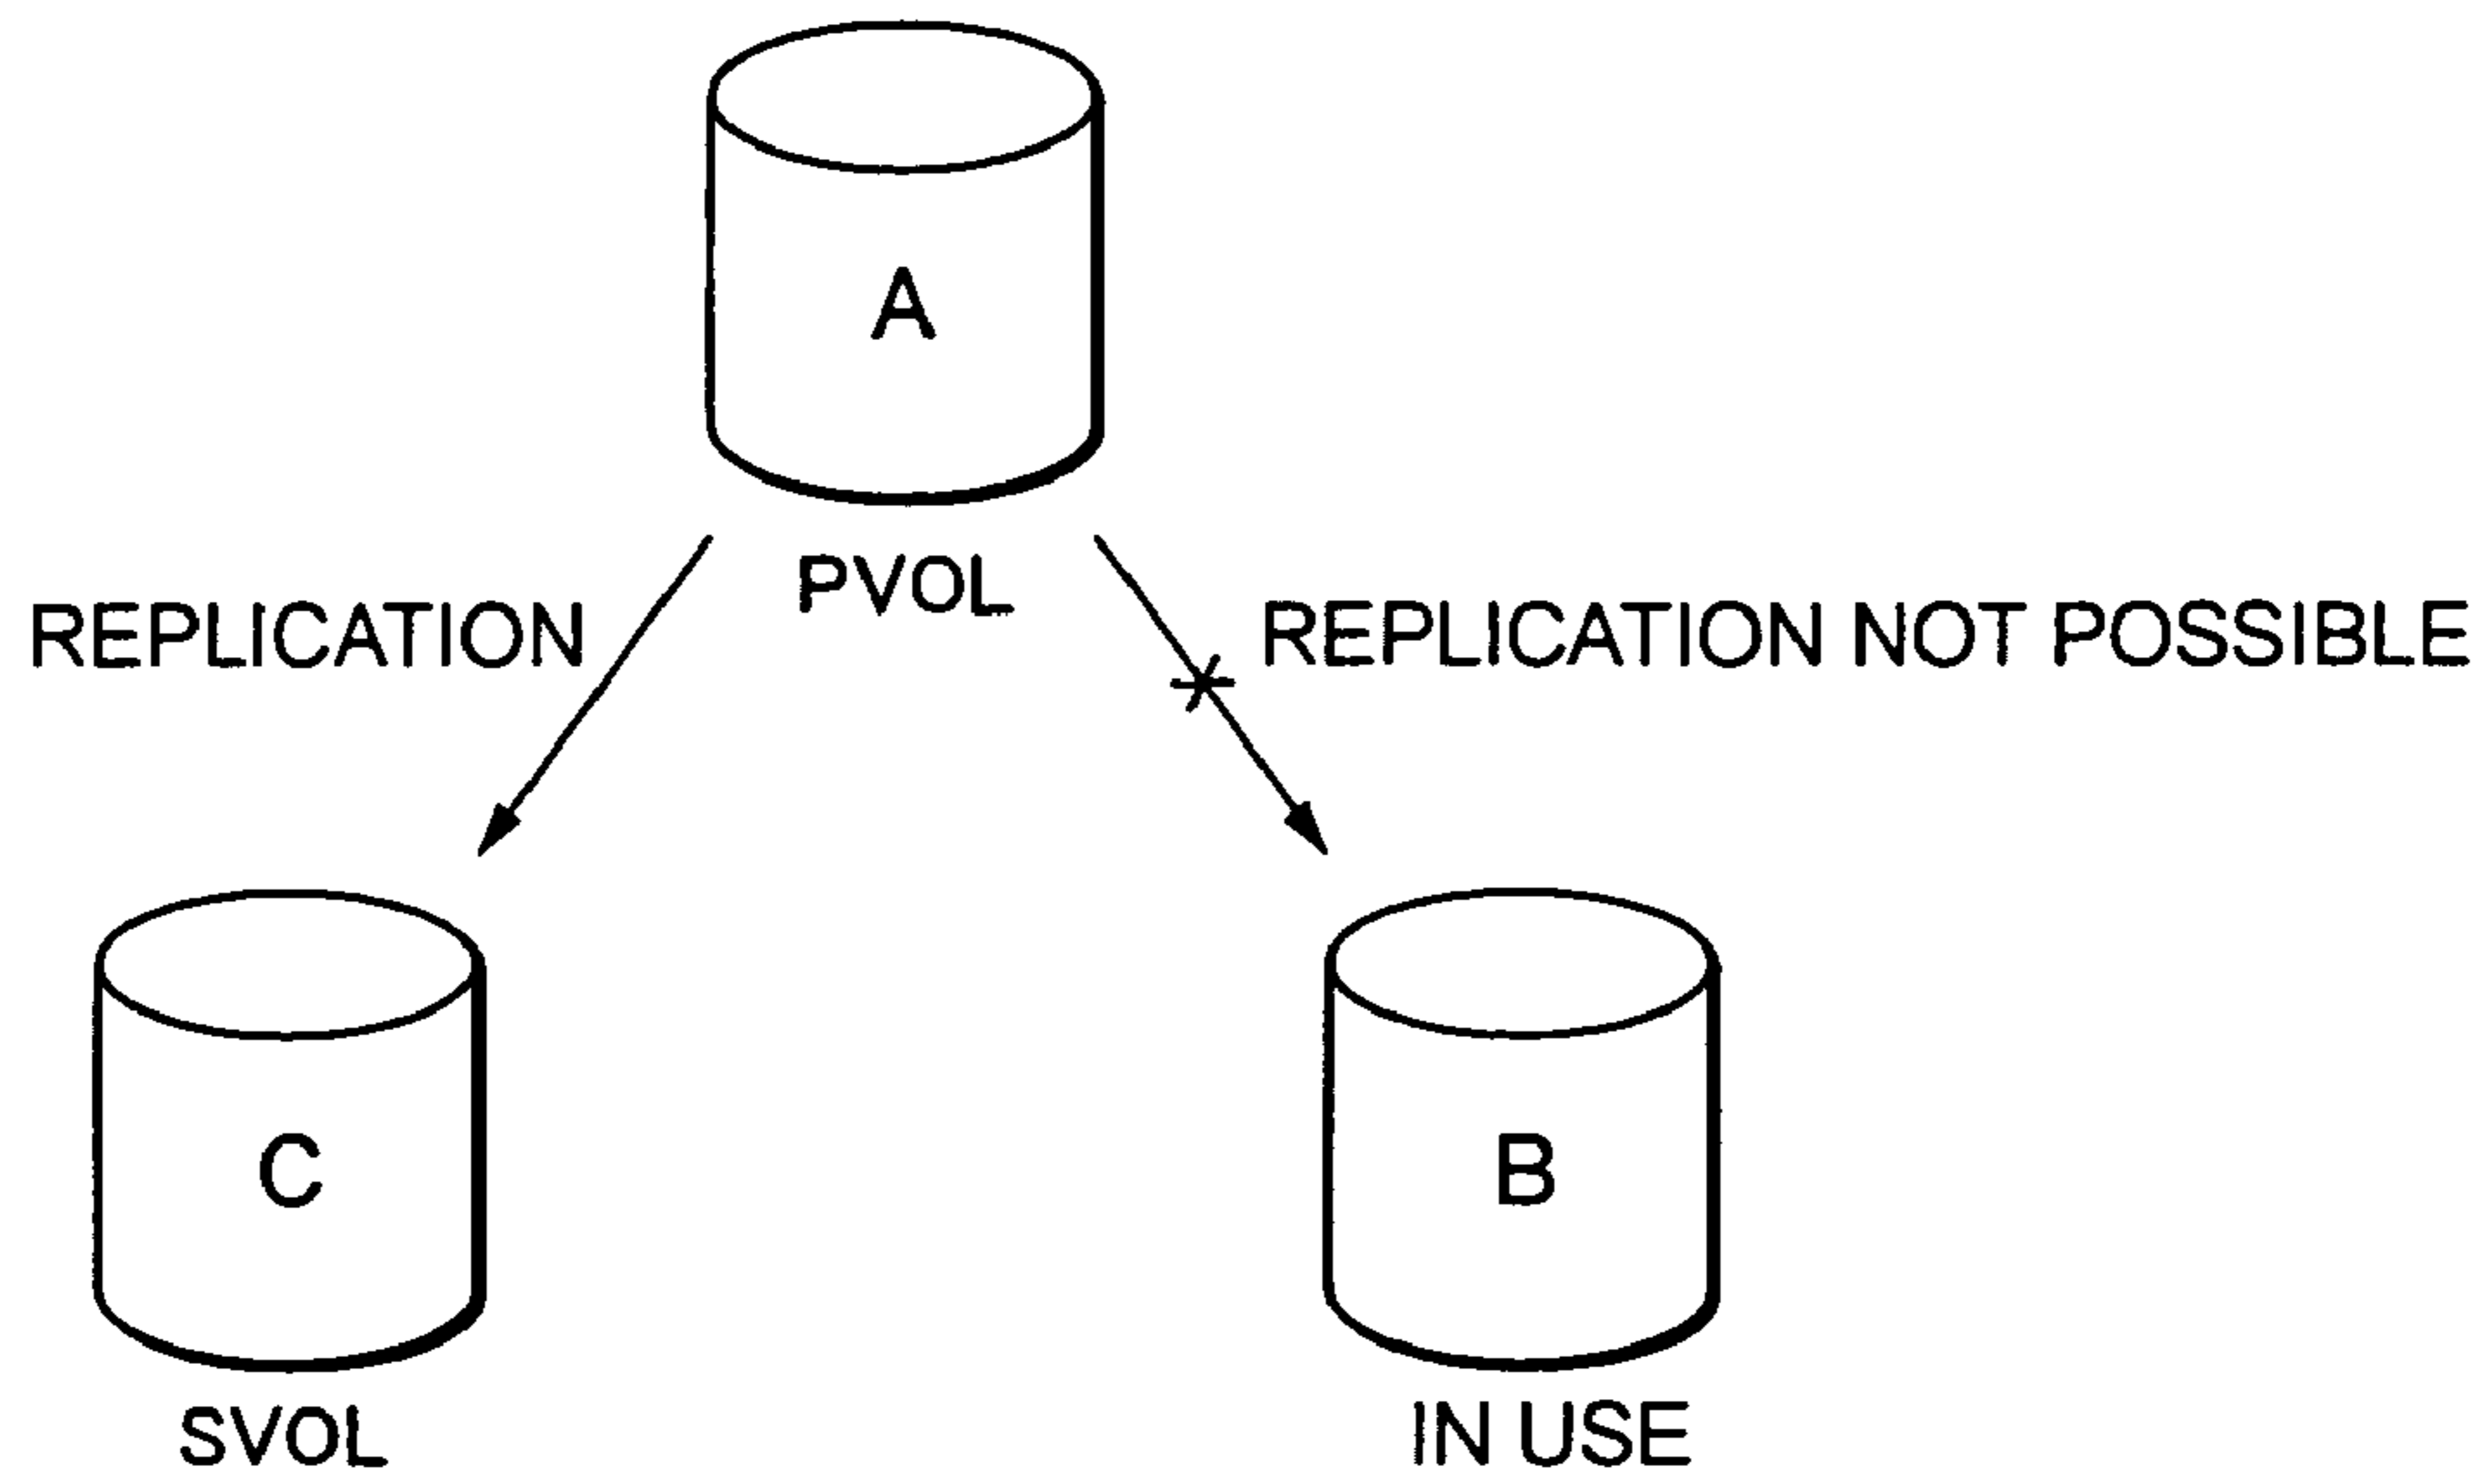 A
PVOL
REPLICATION
REPLICATION NOT POSSIBLE
C
B
SVOL
IN USE